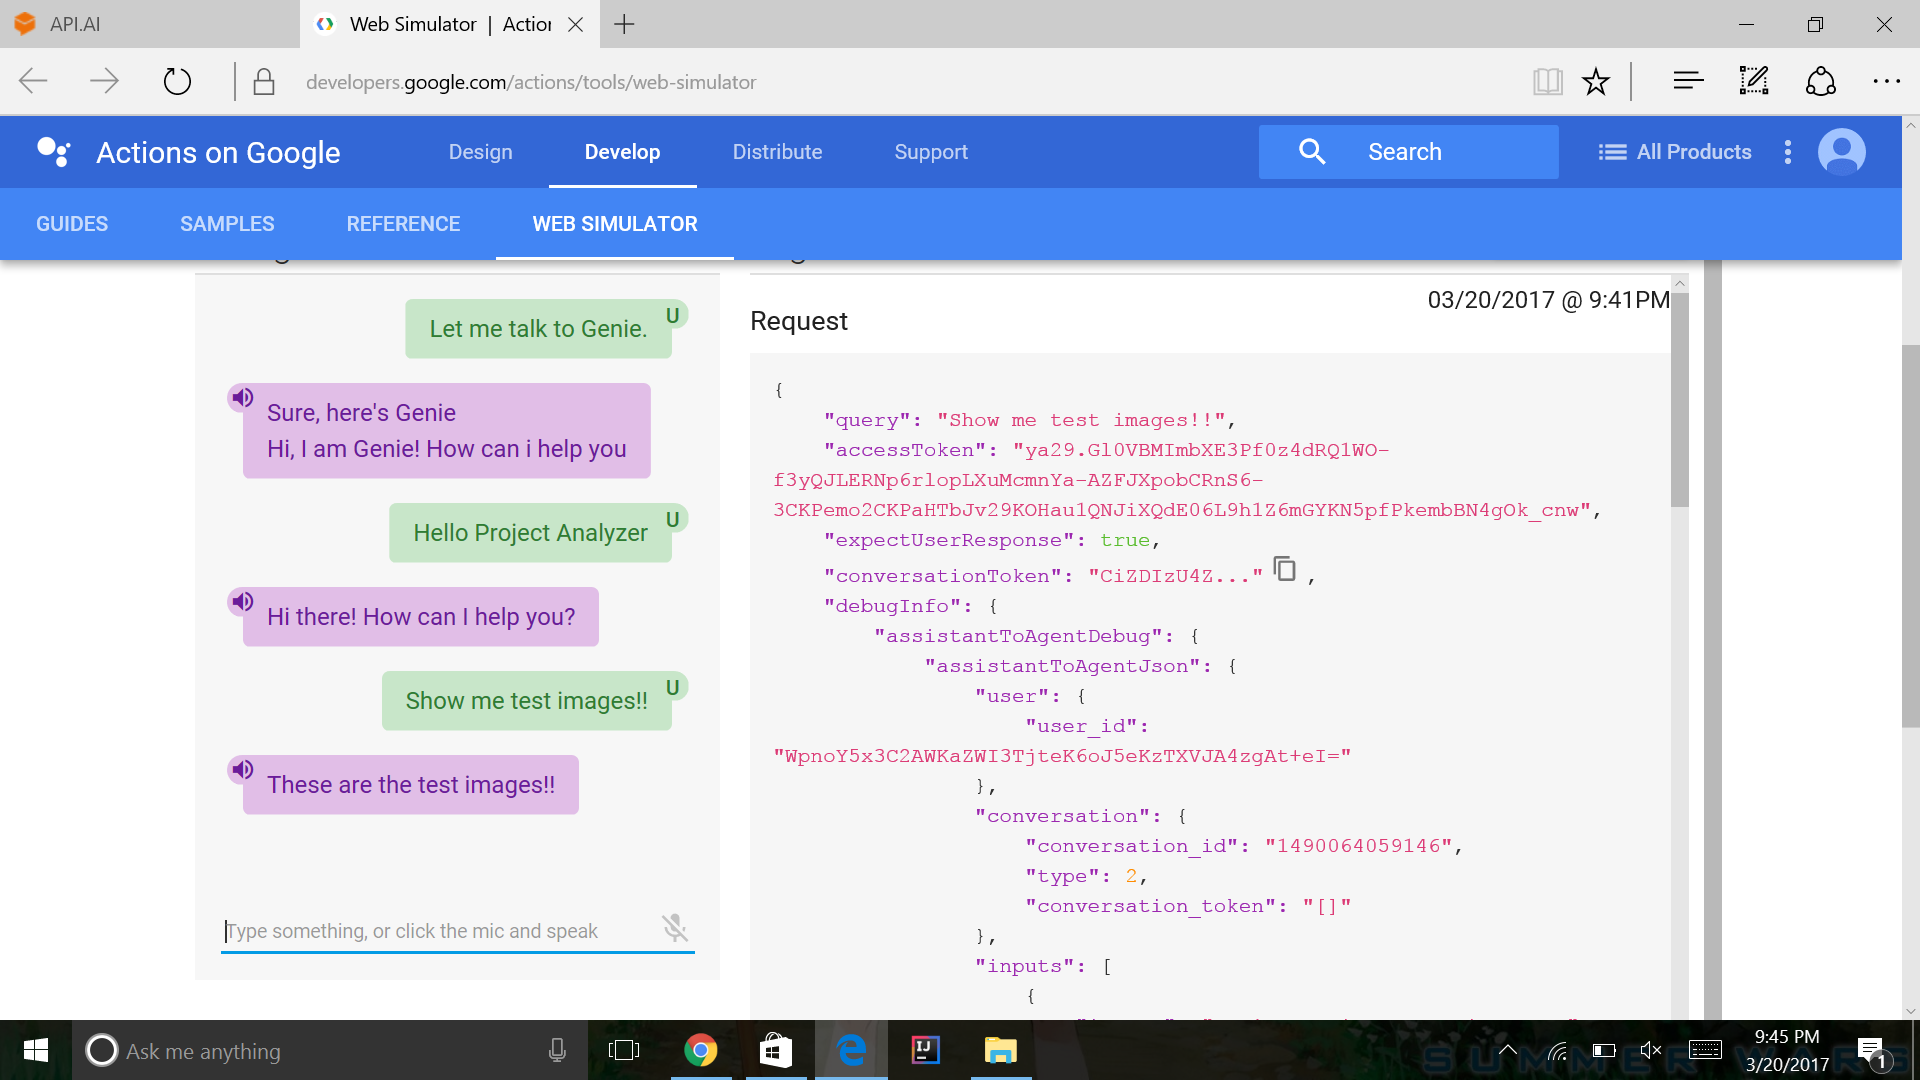 API.AI
Web Simulator | Action
developers.google.com/actions/tools/web-simulator
Actions on Google
Design
Develop
Distribute
Support
Search
All Products
GUIDES
SAMPLES
REFERENCE
WEB SIMULATOR
Let me talk to Genie.
U
Sure, here's Genie
Hi, I am Genie! How can i help you
Hello Project Analyzer
U
Hi there! How can I help you?
Show me test images!!
U
These are the test images!!
Type something, or click the mic and speak
03/20/2017 @ 9:41PM
Request
{
"query": "Show me test images!!",
"accessToken": "ya29.Gl0VBMImbXE3Pf0z4dRQ1WO-
f3yQJLERNp6rlopLXuMcmnYa-AZFJXpobCRnS6-
3CKPemo2CKPaHTbJv29KOHau1QNJiXQdE06L9h1Z6mGYKN5pfPkembBN4gOk_cnw",
"expectUserResponse": true,
"conversationToken": "CiZDIzU4Z..." ,
"debugInfo": {
"assistantToAgentDebug": {
"assistantToAgentJson": {
"user": {
"user_id":
"WpnoY5x3C2AWKaZWI3TjteK6oJ5eKzTXVJA4zgAt+eI="
},
"conversation": {
"conversation_id": "1490064059146",
"type": 2,
"conversation_token": "[]"
},
"inputs": [
{
Ask me anything
IJ
9:45 PM
3/20/2017
1
SUMMER WARS